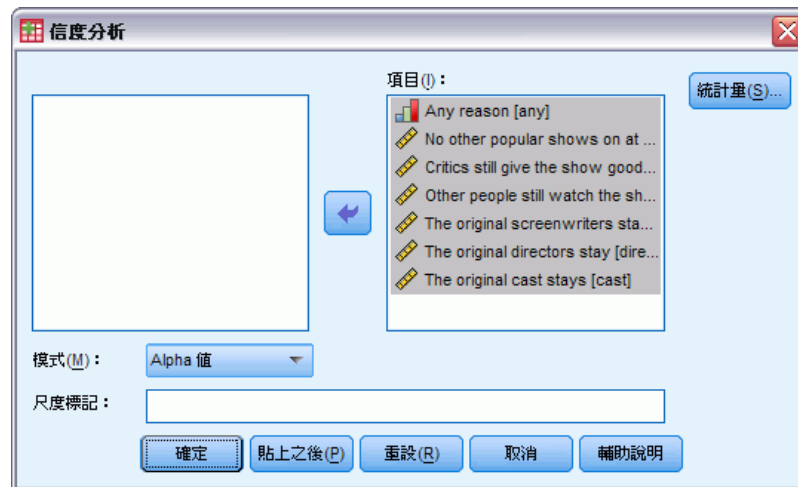 信度分析
項目(I)：
統計量(S)...
Any reason [any]
No other popular shows on at ...
Critics still give the show good...
Other people still watch the sh...
The original screenwriters sta...
The original directors stay [dire...
The original cast stays [cast]
模式(M)：
Alpha 值
尺度標記：
確定
貼上之後(P)
重設(R)
取消
輔助說明